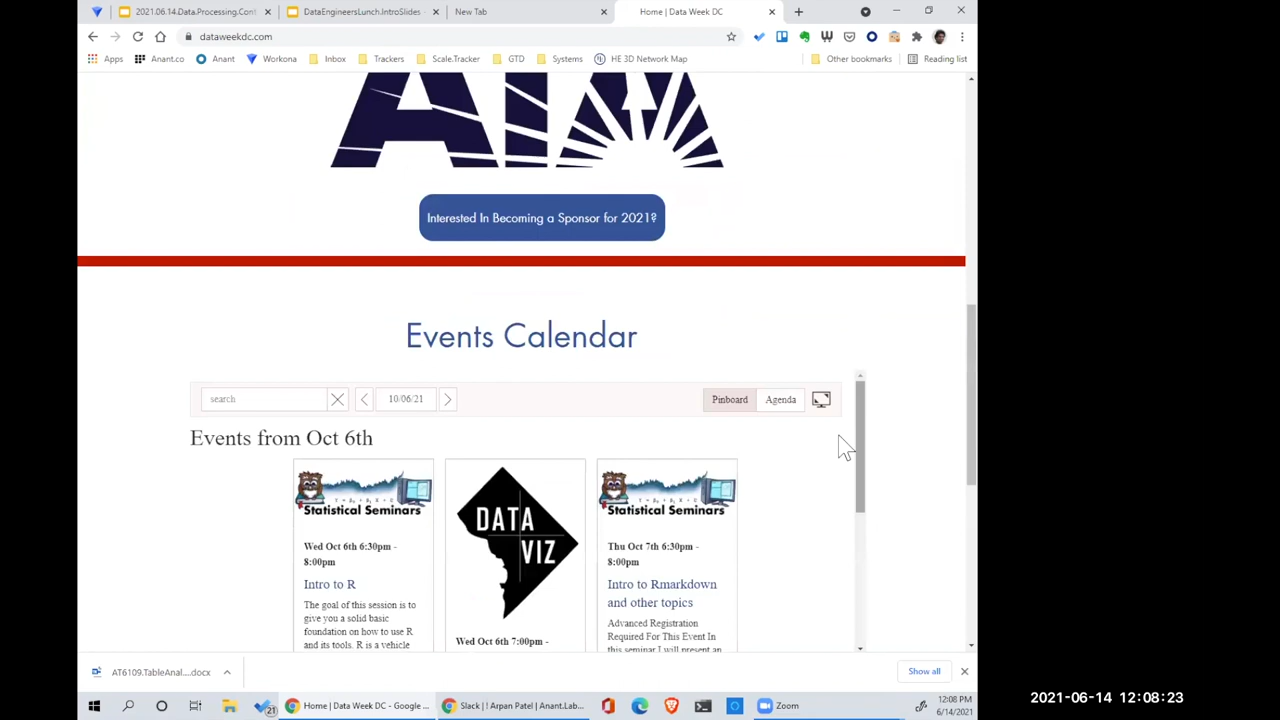 2021.06.14.Data.Processing.Con
DataEngineersLunch.IntroSlides -
New Tab
Home | Data Week DC
dataweekdc.com
Apps
Anant.co
Anant
Workona
Inbox
Trackers
Scale.Tracker
GTD
Systems
HE 3D Network Map
Other bookmarks
Reading list
Interested In Becoming a Sponsor for 2021?
Events Calendar
search
10/06/21
Pinboard
Agenda
Events from Oct 6th
Statistical Seminars
Wed Oct 6th 6:30pm -
8:00pm
Intro to R
The goal of this session is to
give you a solid basic
foundation on how to use R
and its tools. R is a vehicle
DATA
VIZ
Wed Oct 6th 7:00pm -
Statistical Seminars
Thu Oct 7th 6:30pm -
8:00pm
Intro to Rmarkdown
and other topics
Advanced Registration
Required For This Event In
this seminar I will present an
AT6109.TableAnal....docx
Show all
21
Home | Data Week DC - Google ...
Slack | ! Arpan Patel | Anant.Lab...
Zoom
12:08 PM
6/14/2021
2021-06-14 12:08:23